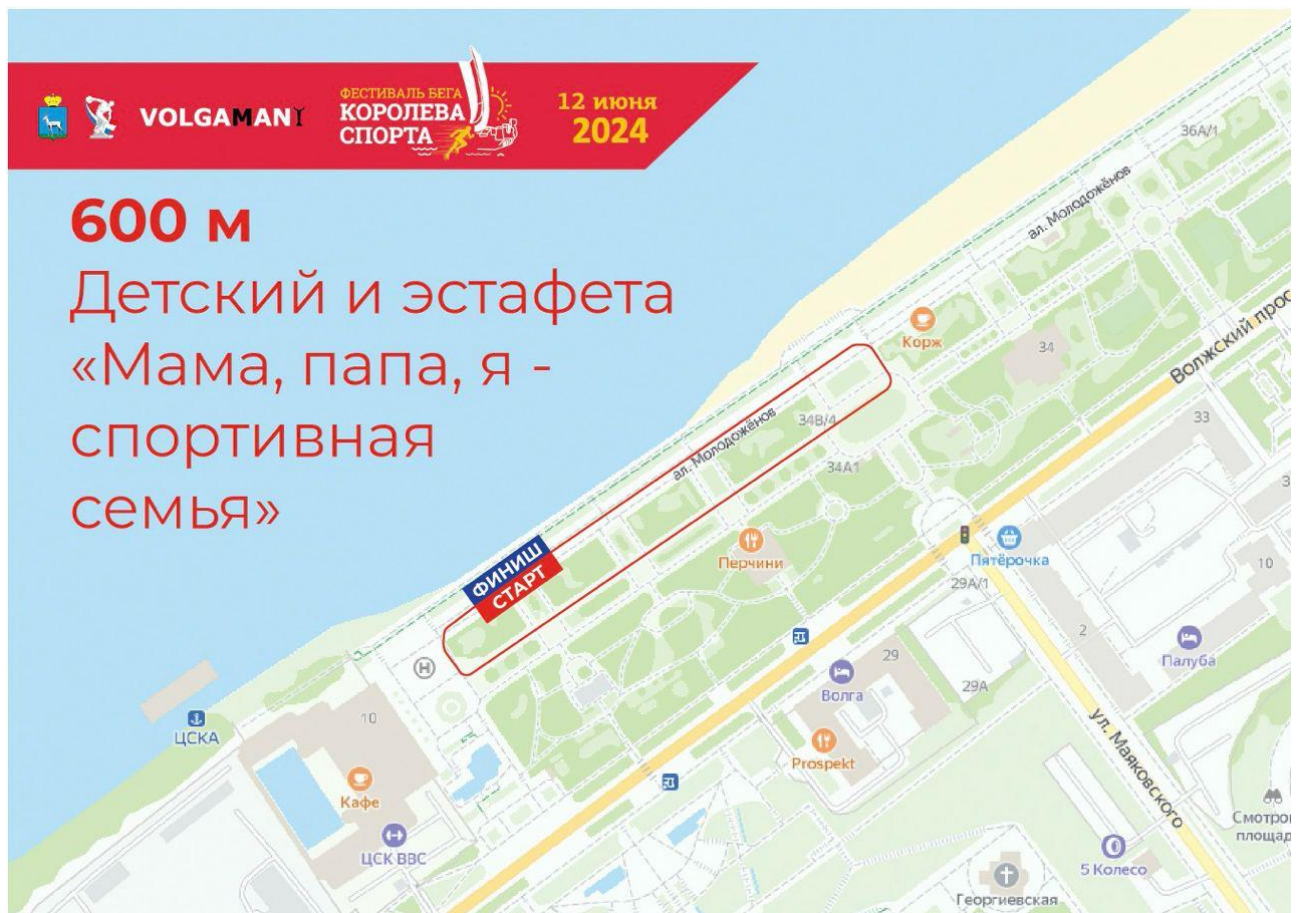 VOLGAMAN
ФЕСТИВАЛЬ БЕГА
КОРОЛЕВА
СПОРТА
12 июня
2024
600 м
Детский и эстафета
«Мама, папа, я -
спортивная
семья»
36А/1
ал. Молодожёнов
Корж
34
Волжский прос
33
ал. Молодожёнов
34В/4
34А1
ФИНИШ
СТАРТ
Перчини
Пятёрочка
29А/1
10
2
Палуба
29
Волга
29А
H
10
ЦСКА
Prospekt
ул. Маяковского
Кафе
ЦСК ВВС
Смотро
площад
5 Колесо
Георгиевская